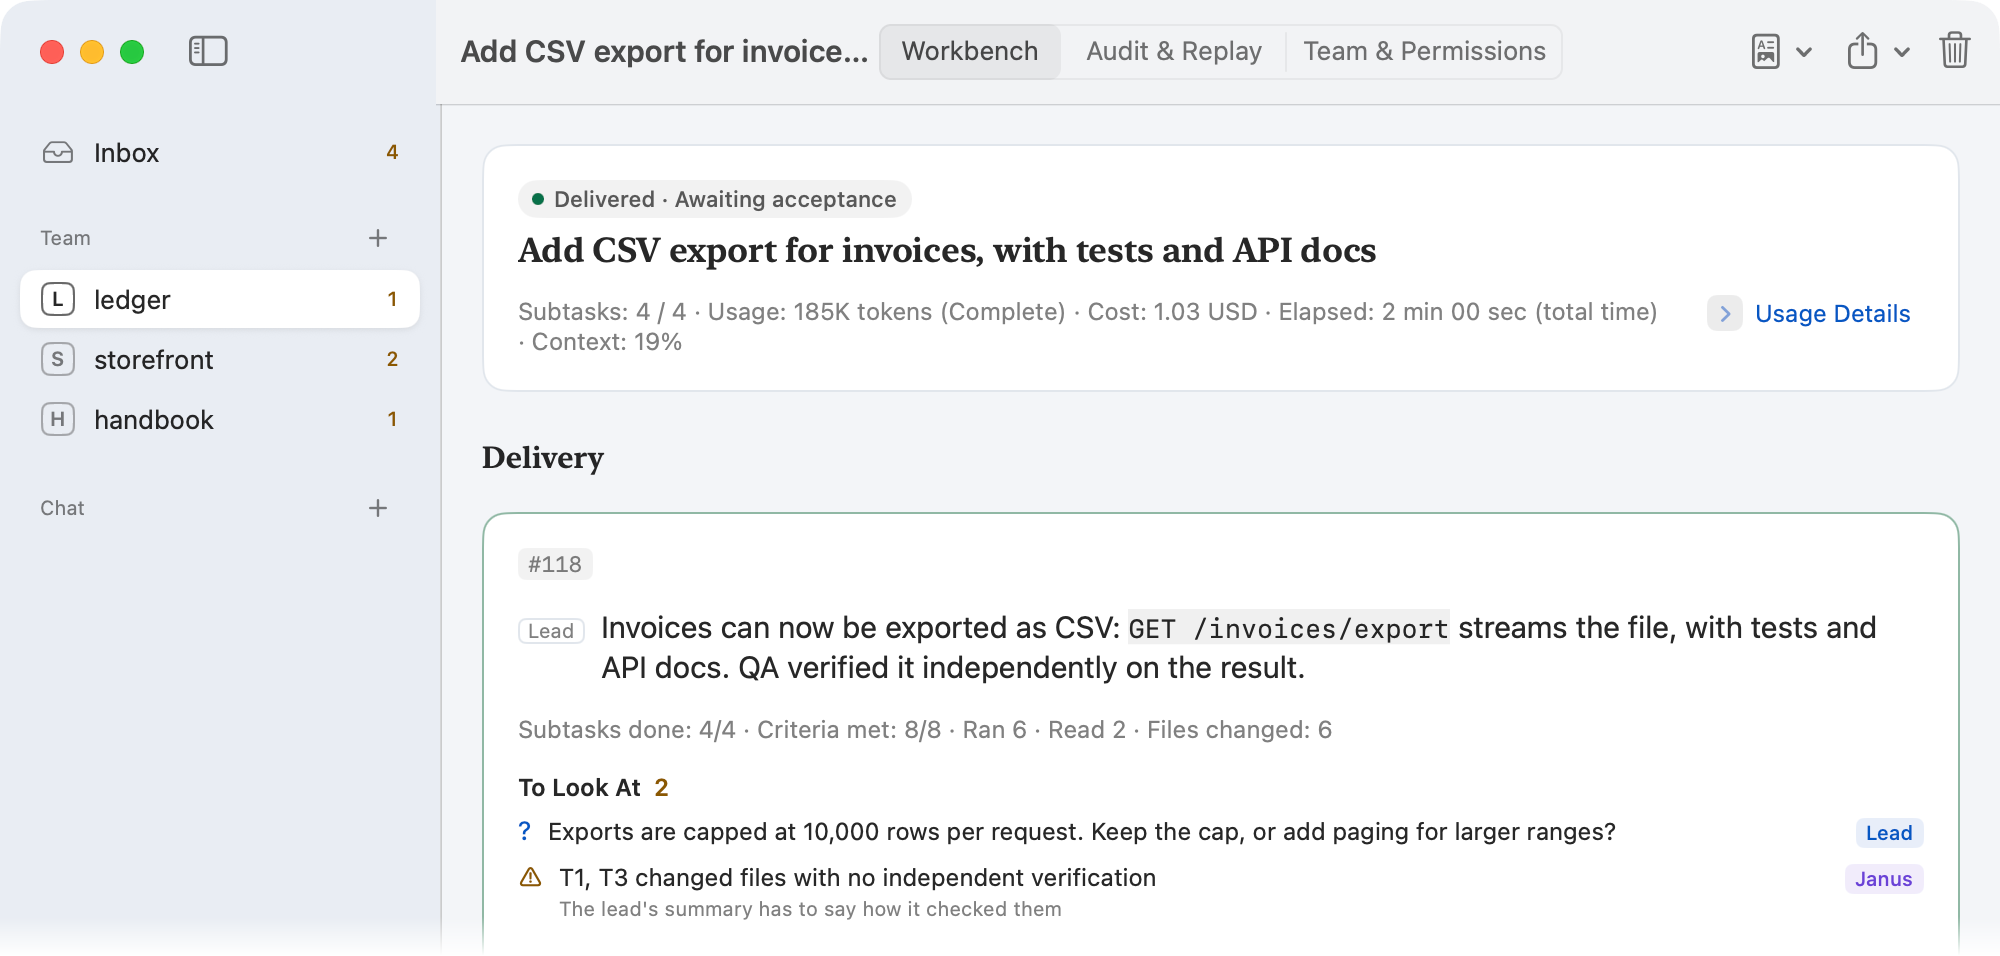 Add CSV export for invoice...
Workbench
Audit & Replay
Team & Permissions
Inbox 4
Team
L ledger 1
S storefront 2
H handbook 1
Chat
Delivered · Awaiting acceptance
Add CSV export for invoices, with tests and API docs
Subtasks: 4 / 4 · Usage: 185K tokens (Complete) · Cost: 1.03 USD · Elapsed: 2 min 00 sec (total time)
· Context: 19%
Usage Details
Delivery
#118
Lead Invoices can now be exported as CSV: GET /invoices/export streams the file, with tests and
API docs. QA verified it independently on the result.
Subtasks done: 4/4 · Criteria met: 8/8 · Ran 6 · Read 2 · Files changed: 6
To Look At 2
? Exports are capped at 10,000 rows per request. Keep the cap, or add paging for larger ranges? Lead
T1, T3 changed files with no independent verification Janus
The lead's summary has to say how it checked them